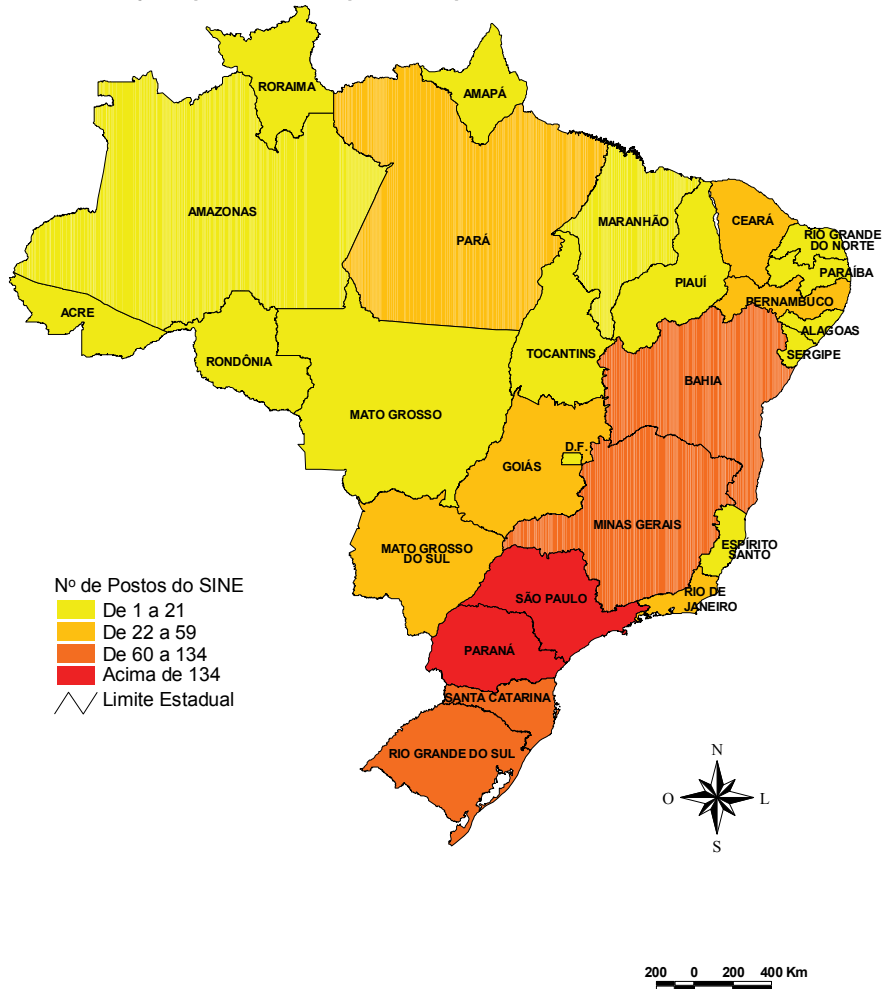 RORAIMA
AMAPÁ
AMAZONAS
PARÁ
MARANHÃO
CEARÁ
RIO GRANDE
DO NORTE
PARAÍBA
PIAUÍ
PERNAMBUCO
ACRE
ALAGOAS
RONDÔNIA
TOCANTINS
SERGIPE
BAHIA
MATO GROSSO
D.F.
GOIÁS
MINAS GERAIS
MATO GROSSO
DO SUL
ESPÍRITO
SANTO
SÃO PAULO
RIO DE
JANEIRO
PARANÁ
SANTA CATARINA
RIO GRANDE DO SUL
Nº de Postos do SINE
De 1 a 21
De 22 a 59
De 60 a 134
Acima de 134
Limite Estadual
N
O
L
S
200 0 200 400 Km